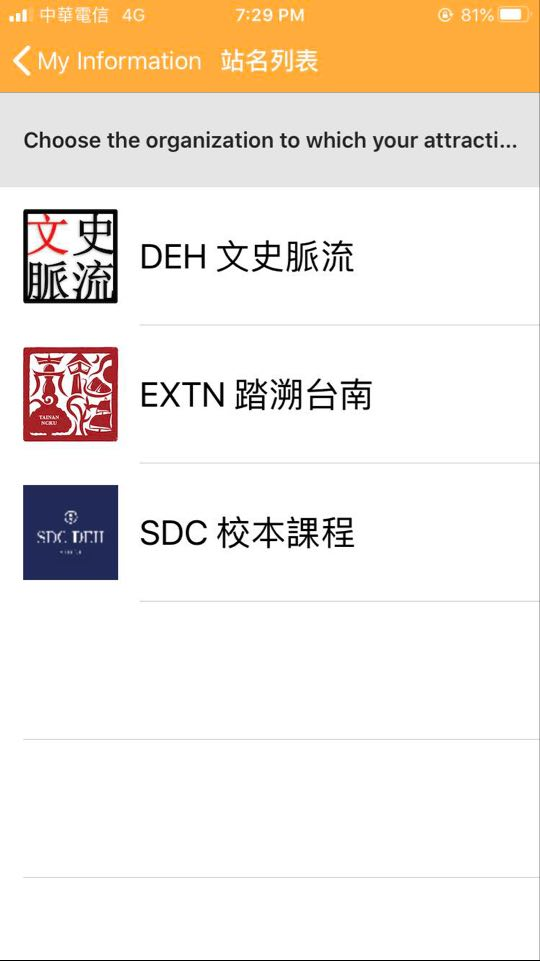 中華電信 4G 7:29 PM 81%
My Information 站名列表
Choose the organization to which your attracti...
文史
脈流
DEH 文史脈流
TAINAN
NCKU
EXTN 踏溯台南
SDC DEH
SDC 校本課程